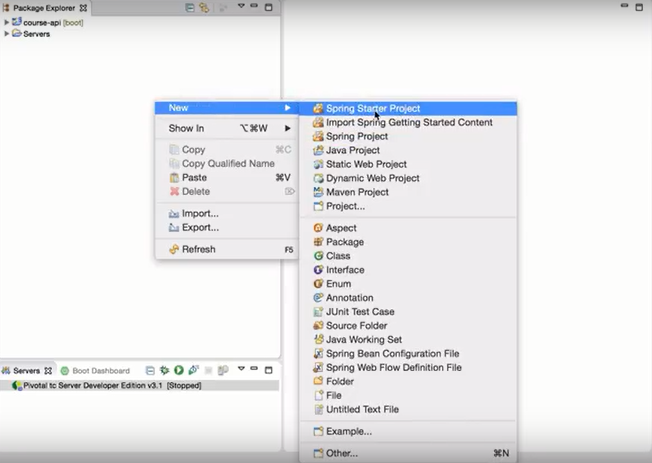 Package Explorer
course-api [boot]
Servers
New
Show In ⌥⌘W
Copy ⌘C
Copy Qualified Name
Paste ⌘V
Delete
Import...
Export...
Refresh F5
Spring Starter Project
Import Spring Getting Started Content
Spring Project
Java Project
Static Web Project
Dynamic Web Project
Maven Project
Project...
Aspect
Package
Class
Interface
Enum
Annotation
JUnit Test Case
Source Folder
Java Working Set
Spring Bean Configuration File
Spring Web Flow Definition File
Folder
File
Untitled Text File
Example...
Other... ⌘N
Servers
Boot Dashboard
Pivotal tc Server Developer Edition v3.1 [Stopped]